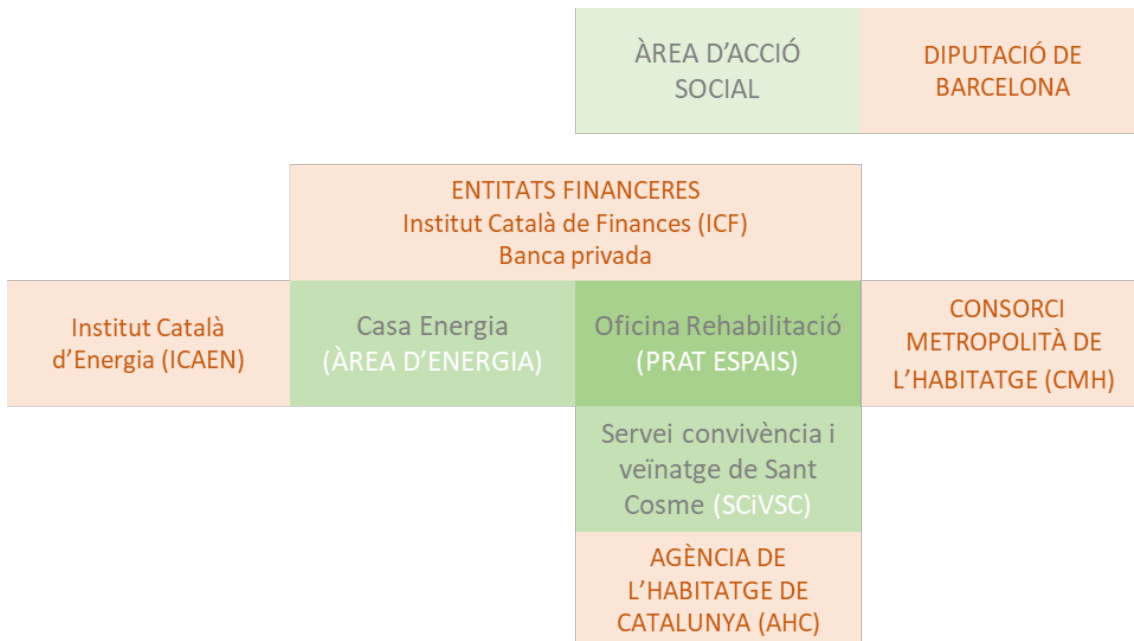 ÀREA D'ACCIÓ
SOCIAL
DIPUTACIÓ DE
BARCELONA
ENTITATS FINANCERES
Institut Català de Finances (ICF)
Banca privada
Institut Català
d'Energia (ICAEN)
Casa Energia
(ÀREA D'ENERGIA)
Oficina Rehabilitació
(PRAT ESPAIS)
CONSORCI
METROPOLITÀ DE
L'HABITATGE (CMH)
Servei convivència i
veïnatge de Sant
Cosme (SCiVSC)
AGÈNCIA DE
L'HABITATGE DE
CATALUNYA (AHC)